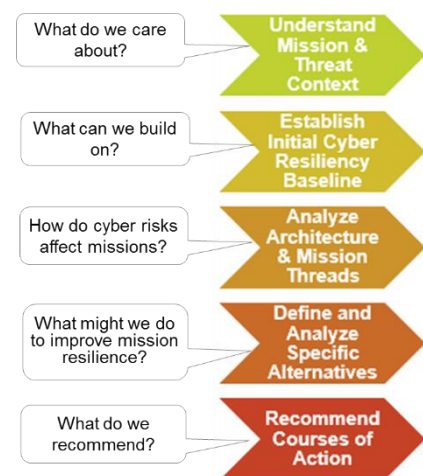 What do we care
about?
Understand
Mission &
Threat
Context
What can we build
on?
Establish
Initial Cyber
Resiliency
Baseline
How do cyber risks
affect missions?
Analyze
Architecture
& Mission
Threads
What might we do
to improve mission
resilience?
Define and
Analyze
Specific
Alternatives
What do we
recommend?
Recommend
Courses of
Action